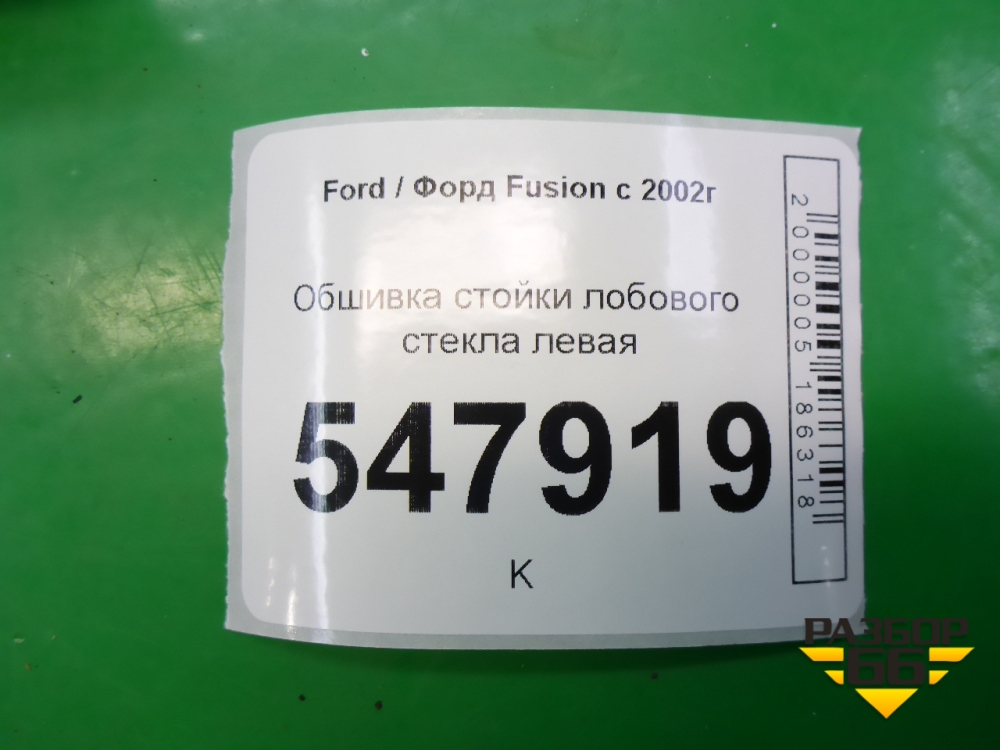 Ford / Форд Fusion с 2002г
Обшивка стойки лобового
стекла левая
547919
К
2000005186318
РАЗБОР
66